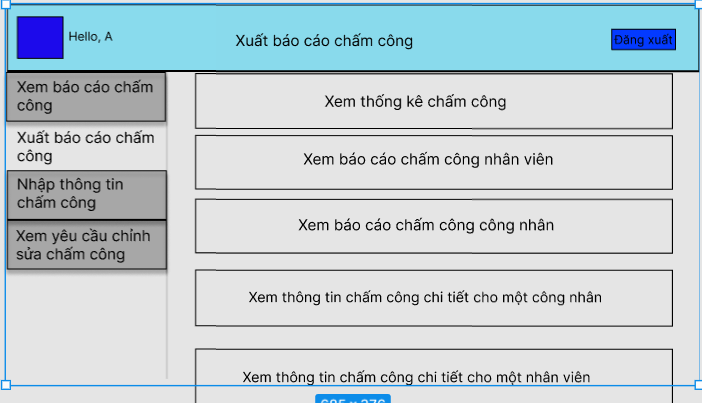 Hello, A
Xuất báo cáo chấm công
Đăng xuất
Xem báo cáo chấm
công
Xuất báo cáo chấm
công
Nhập thông tin
chấm công
Xem yêu cầu chỉnh
sửa chấm công
Xem thống kê chấm công
Xem báo cáo chấm công nhân viên
Xem báo cáo chấm công công nhân
Xem thông tin chấm công chi tiết cho một công nhân
Xem thông tin chấm công chi tiết cho một nhân viên